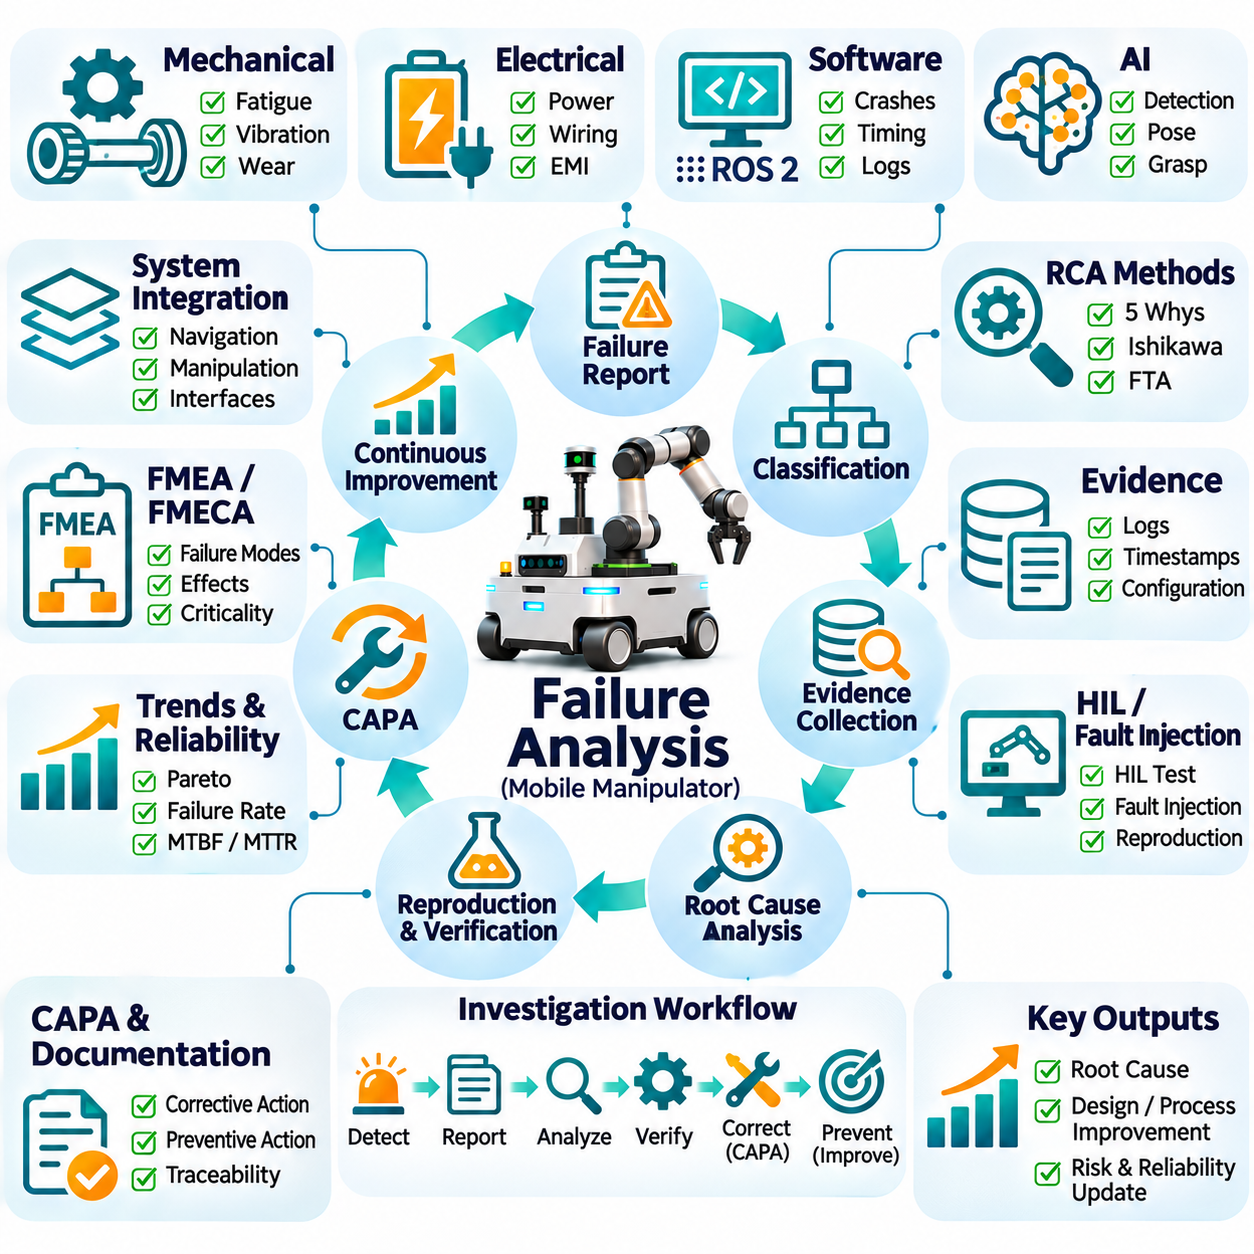 Mechanical
Fatigue
Vibration
Wear
Electrical
Power
Wiring
EMI
</>
ROS 2
Software
Crashes
Timing
Logs
AI
Detection
Pose
Grasp
System
Integration
Navigation
Manipulation
Interfaces
Failure
Report
RCA Methods
5 Whys
Ishikawa
FTA
Continuous
Improvement
Classification
FMEA
FMEA /
FMECA
Failure Modes
Effects
Criticality
Evidence
Logs
Timestamps
Configuration
CAPA
Evidence
Collection
Failure
Analysis
(Mobile Manipulator)
Trends &
Reliability
Pareto
Failure Rate
MTBF / MTTR
HIL /
Fault Injection
HIL Test
Fault Injection
Reproduction
Reproduction
& Verification
Root Cause
Analysis
CAPA &
Documentation
Corrective Action
Preventive Action
Traceability
Investigation Workflow
Detect
Report
Analyze
Verify
Correct
(CAPA)
Prevent
(Improve)
Key Outputs
Root Cause
Design / Process
Improvement
Risk & Reliability
Update